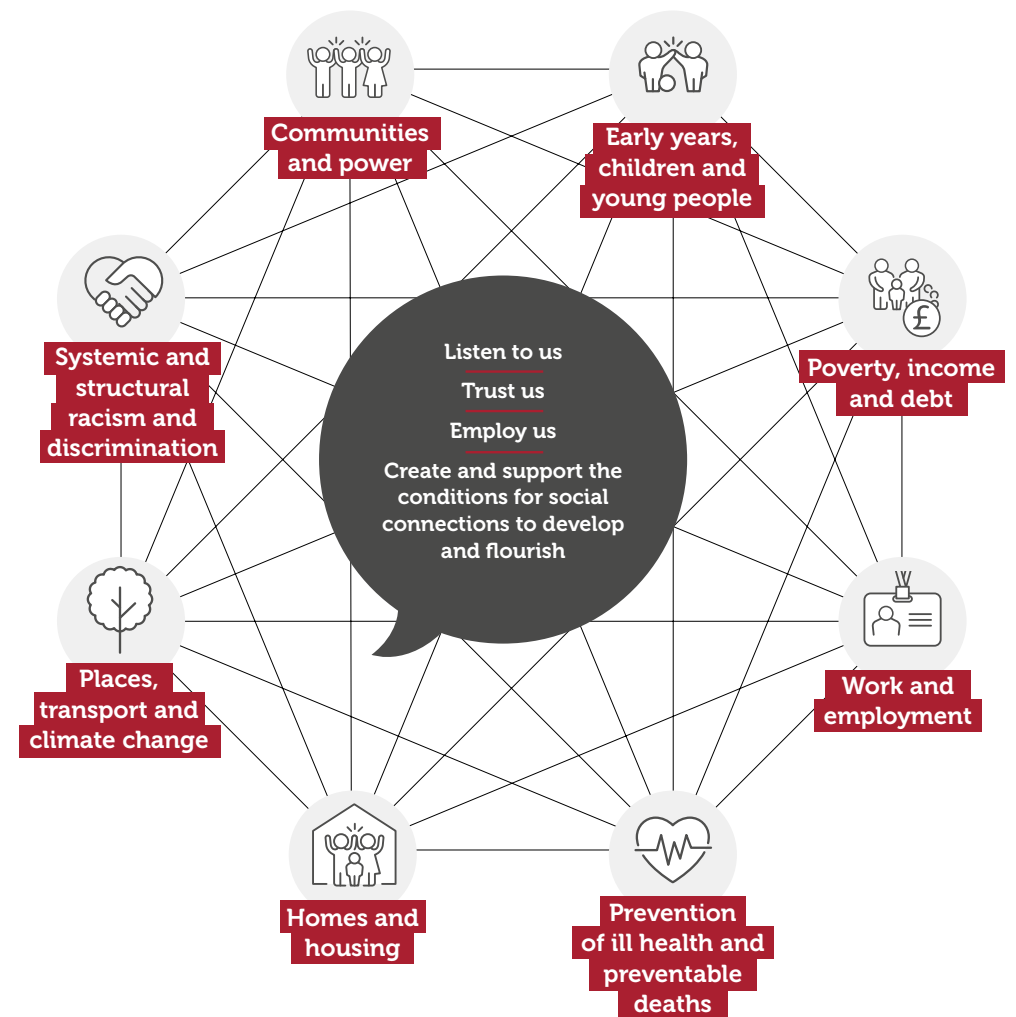 Communities
and power
Early years,
children and
young people
Systemic and
structural
racism and
discrimination
Listen to us
Trust us
Employ us
Create and support the
conditions for social
connections to develop
and flourish
£
Poverty, income
and debt
Places,
transport and
climate change
Work and
employment
Homes and
housing
Prevention
of ill health and
preventable
deaths